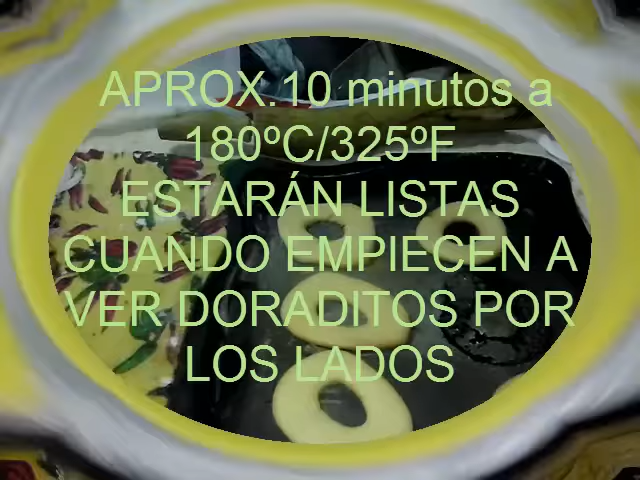 APROX.10 minutos a
180ºC/325ºF
ESTARÁN LISTAS
CUANDO EMPIECEN A
VER DORADITOS POR
LOS LADOS